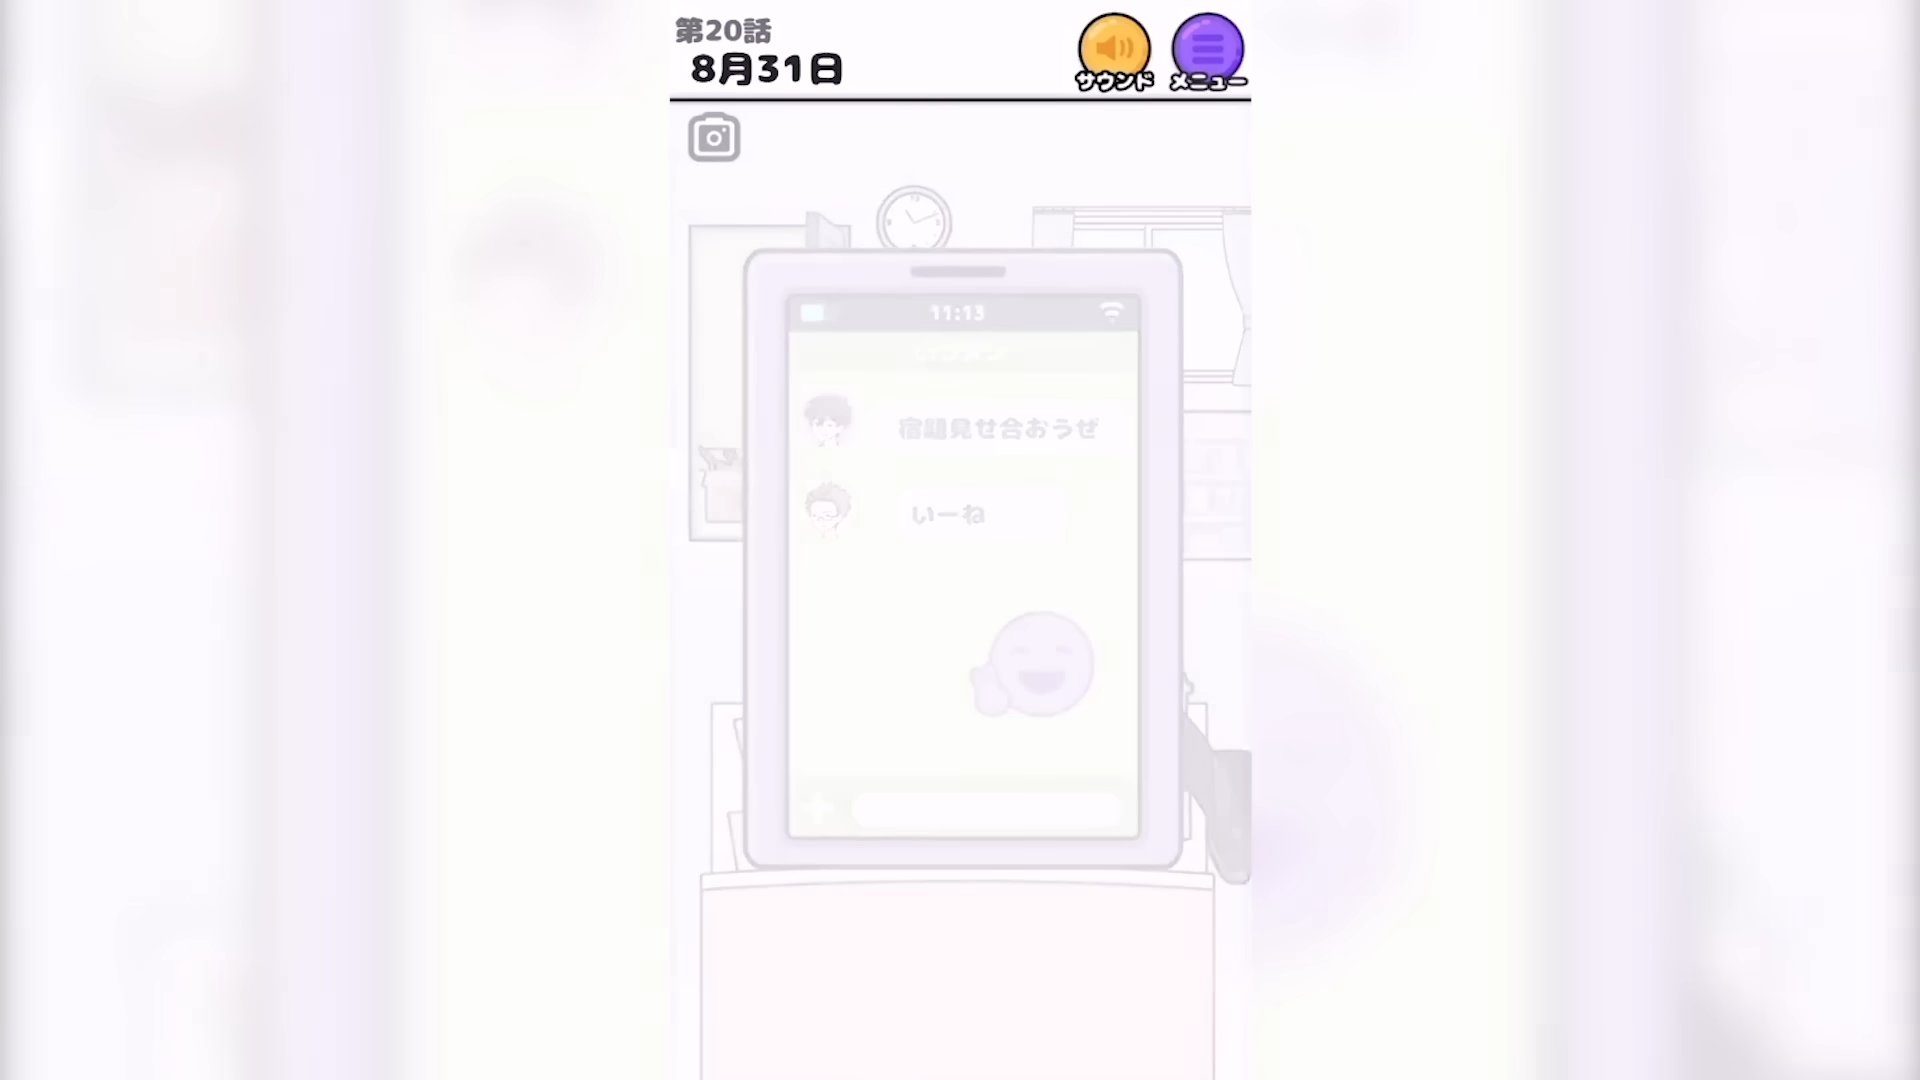 第20話
8月31日
サウンド
メニュー
11:13
宿題見せ合おうぜ
いーね